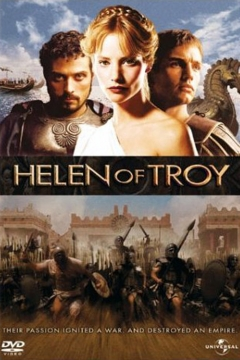 HELEN OF TROY
THEIR PASSION IGNITED A WAR, AND DESTROYED AN EMPIRE.
DVD
VIDEO
UNIVERSAL